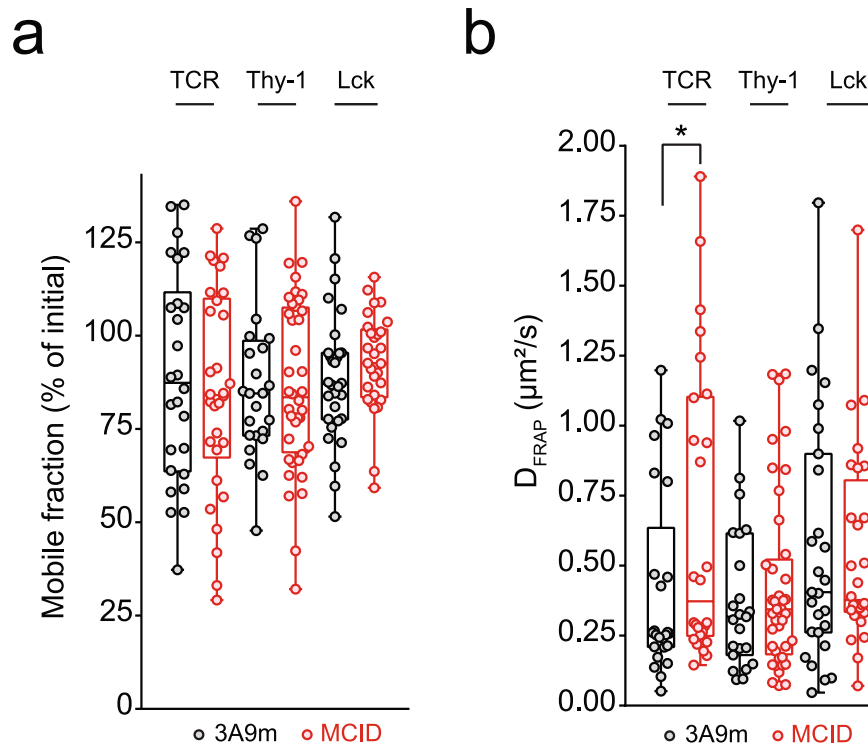 a
TCR Thy-1 Lck
Mobile fraction (% of initial)
125
100
75
50
25
0
3A9m MCID
b
TCR Thy-1 Lck
*
D_FRAP (µm²/s)
2.00
1.75
1.50
1.25
1.00
0.75
0.50
0.25
0.00
3A9m MCID